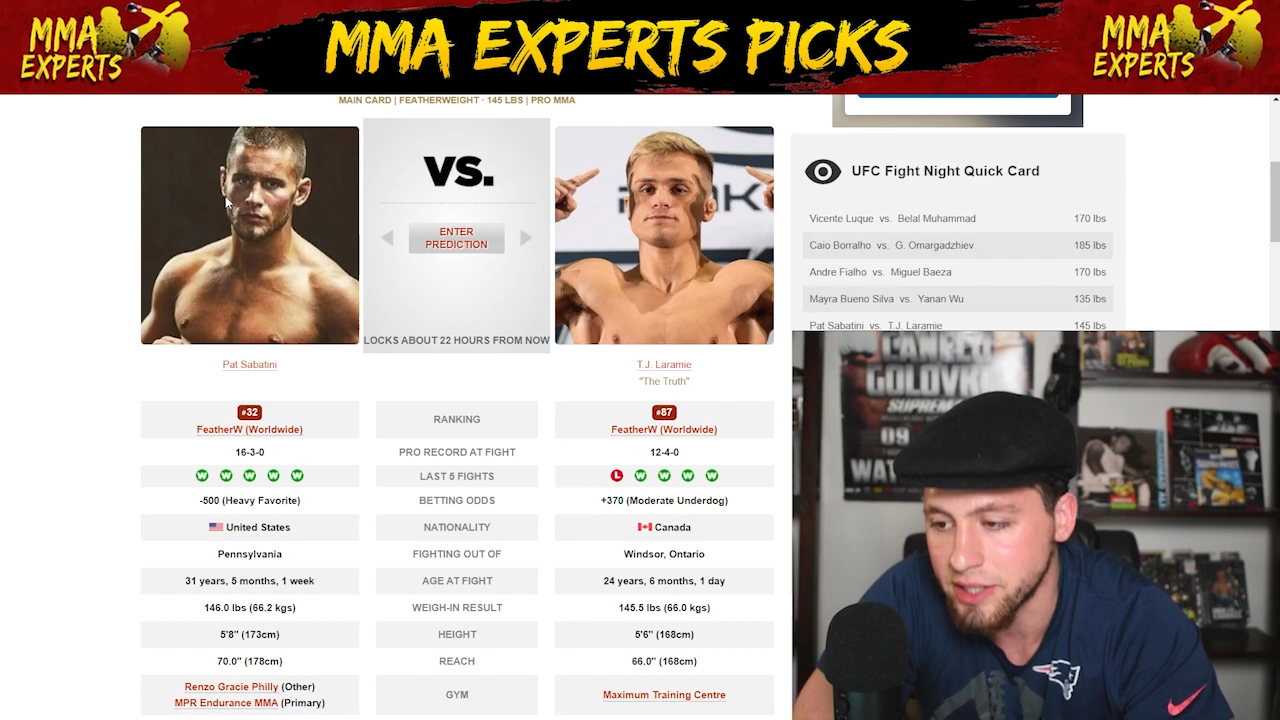 MMA
EXPERTS
MMA EXPERTS PICKS
MMA
EXPERTS
MAIN CARD | FEATHERWEIGHT · 145 LBS | PRO MMA
VS.
ENTER
PREDICTION
LOCKS ABOUT 22 HOURS FROM NOW
Pat Sabatini
T.J. Laramie
"The Truth"
#32 RANKING #87
FeatherW (Worldwide) FeatherW (Worldwide)
16-3-0 PRO RECORD AT FIGHT 12-4-0
W W W W W LAST 5 FIGHTS L W W W W
-500 (Heavy Favorite) BETTING ODDS +370 (Moderate Underdog)
United States NATIONALITY Canada
Pennsylvania FIGHTING OUT OF Windsor, Ontario
31 years, 5 months, 1 week AGE AT FIGHT 24 years, 6 months, 1 day
146.0 lbs (66.2 kgs) WEIGH-IN RESULT 145.5 lbs (66.0 kgs)
5'8" (173cm) HEIGHT 5'6" (168cm)
70.0" (178cm) REACH 66.0" (168cm)
Renzo Gracie Philly (Other)
MPR Endurance MMA (Primary)
GYM
Maximum Training Centre
UFC Fight Night Quick Card
Vicente Luque vs. Belal Muhammad 170 lbs
Caio Borralho vs. G. Omargadzhiev 185 lbs
Andre Fialho vs. Miguel Baeza 170 lbs
Mayra Bueno Silva vs. Yanan Wu 135 lbs
Pat Sabatini vs. T.J. Laramie 145 lbs
CANELO
GOLOVK
SUPREM
09
WAT